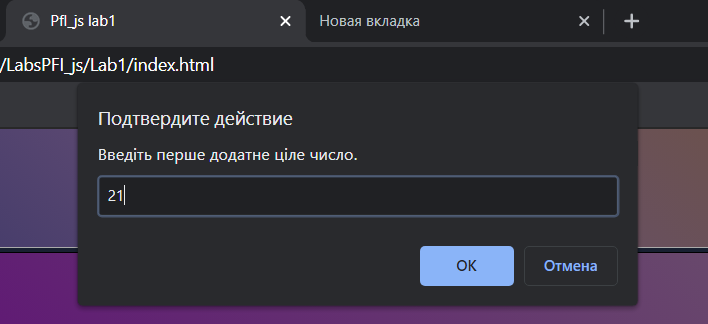 Pfl_js lab1
Новая вкладка
/LabsPFl_js/Lab1/index.html
Подтвердите действие
Введіть перше додатне ціле число.
21
OK
Отмена